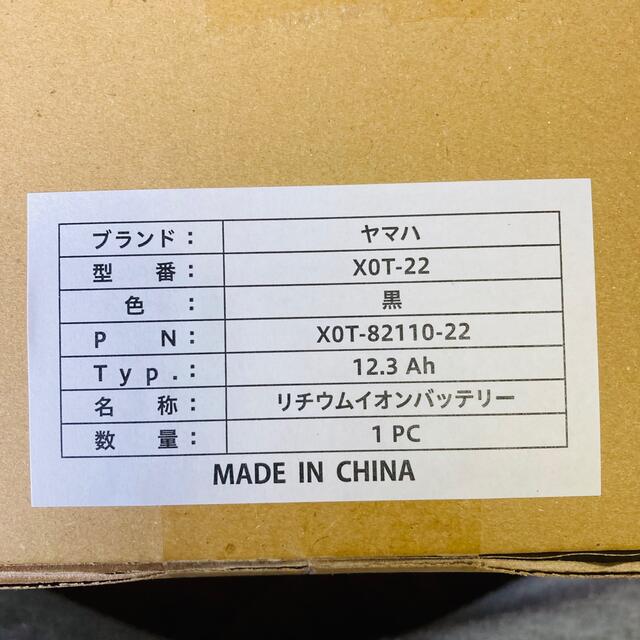 ブランド： ヤマハ
型 番： X0T-22
色 ： 黒
P N： X0T-82110-22
Typ.： 12.3 Ah
名 称： リチウムイオンバッテリー
数 量： 1 PC
MADE IN CHINA